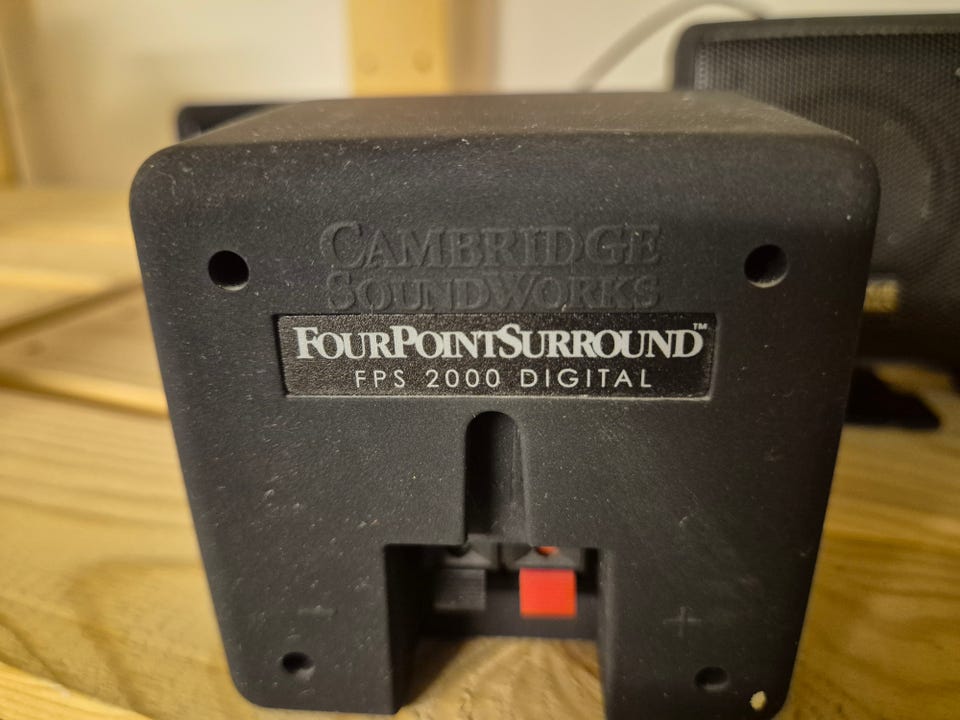 CAMBRIDGE
SOUNDWORKS
FOURPOINTSURROUND™
FPS 2000 DIGITAL
− +